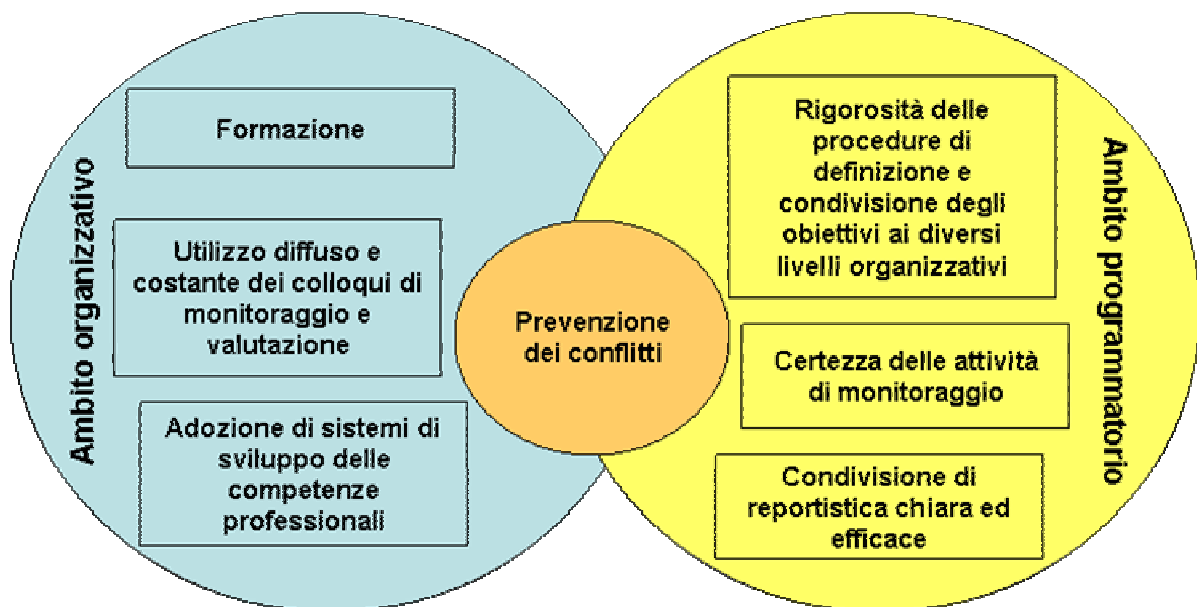 Ambito organizzativo
Formazione
Utilizzo diffuso e
costante dei colloqui di
monitoraggio e
valutazione
Adozione di sistemi di
sviluppo delle
competenze
professionali
Prevenzione
dei conflitti
Rigorosità delle
procedure di
definizione e
condivisione degli
obiettivi ai diversi
livelli organizzativi
Certezza delle attività
di monitoraggio
Condivisione di
reportistica chiara ed
efficace
Ambito programmatorio